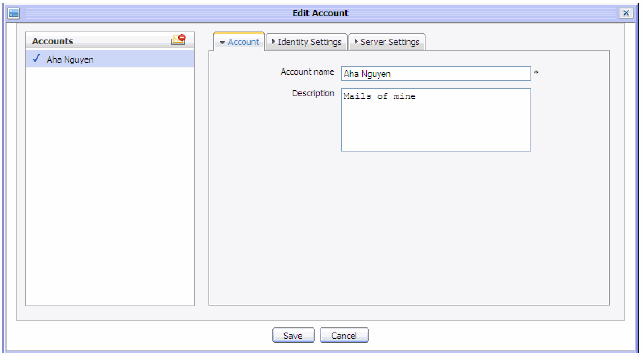 Edit Account
Accounts
Aha Nguyen
Account
Identity Settings
Server Settings
Account name
Aha Nguyen
*
Description
Mails of mine
Save
Cancel